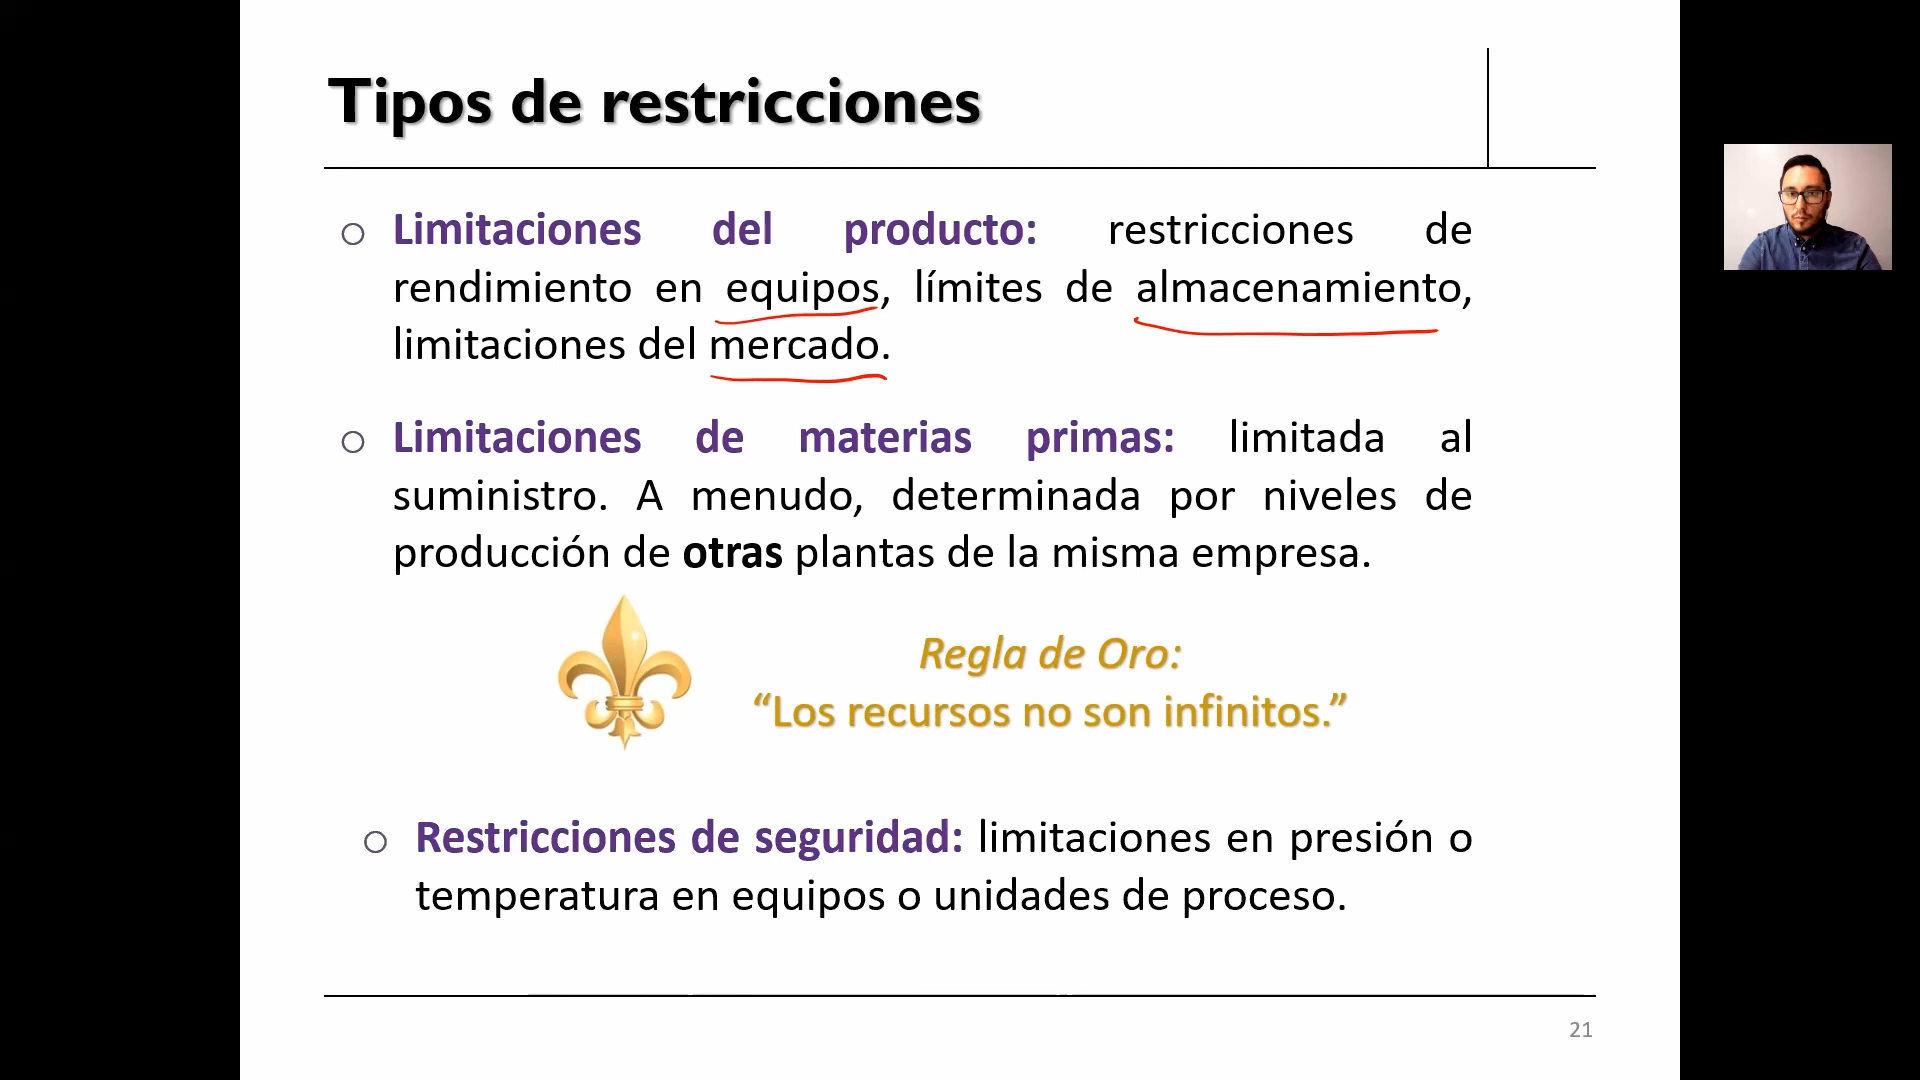 Tipos de restricciones
Limitaciones del producto: restricciones de
rendimiento en equipos, límites de almacenamiento,
limitaciones del mercado.
Limitaciones de materias primas: limitada al
suministro. A menudo, determinada por niveles de
producción de otras plantas de la misma empresa.
Regla de Oro:
“Los recursos no son infinitos.”
Restricciones de seguridad: limitaciones en presión o
temperatura en equipos o unidades de proceso.
21